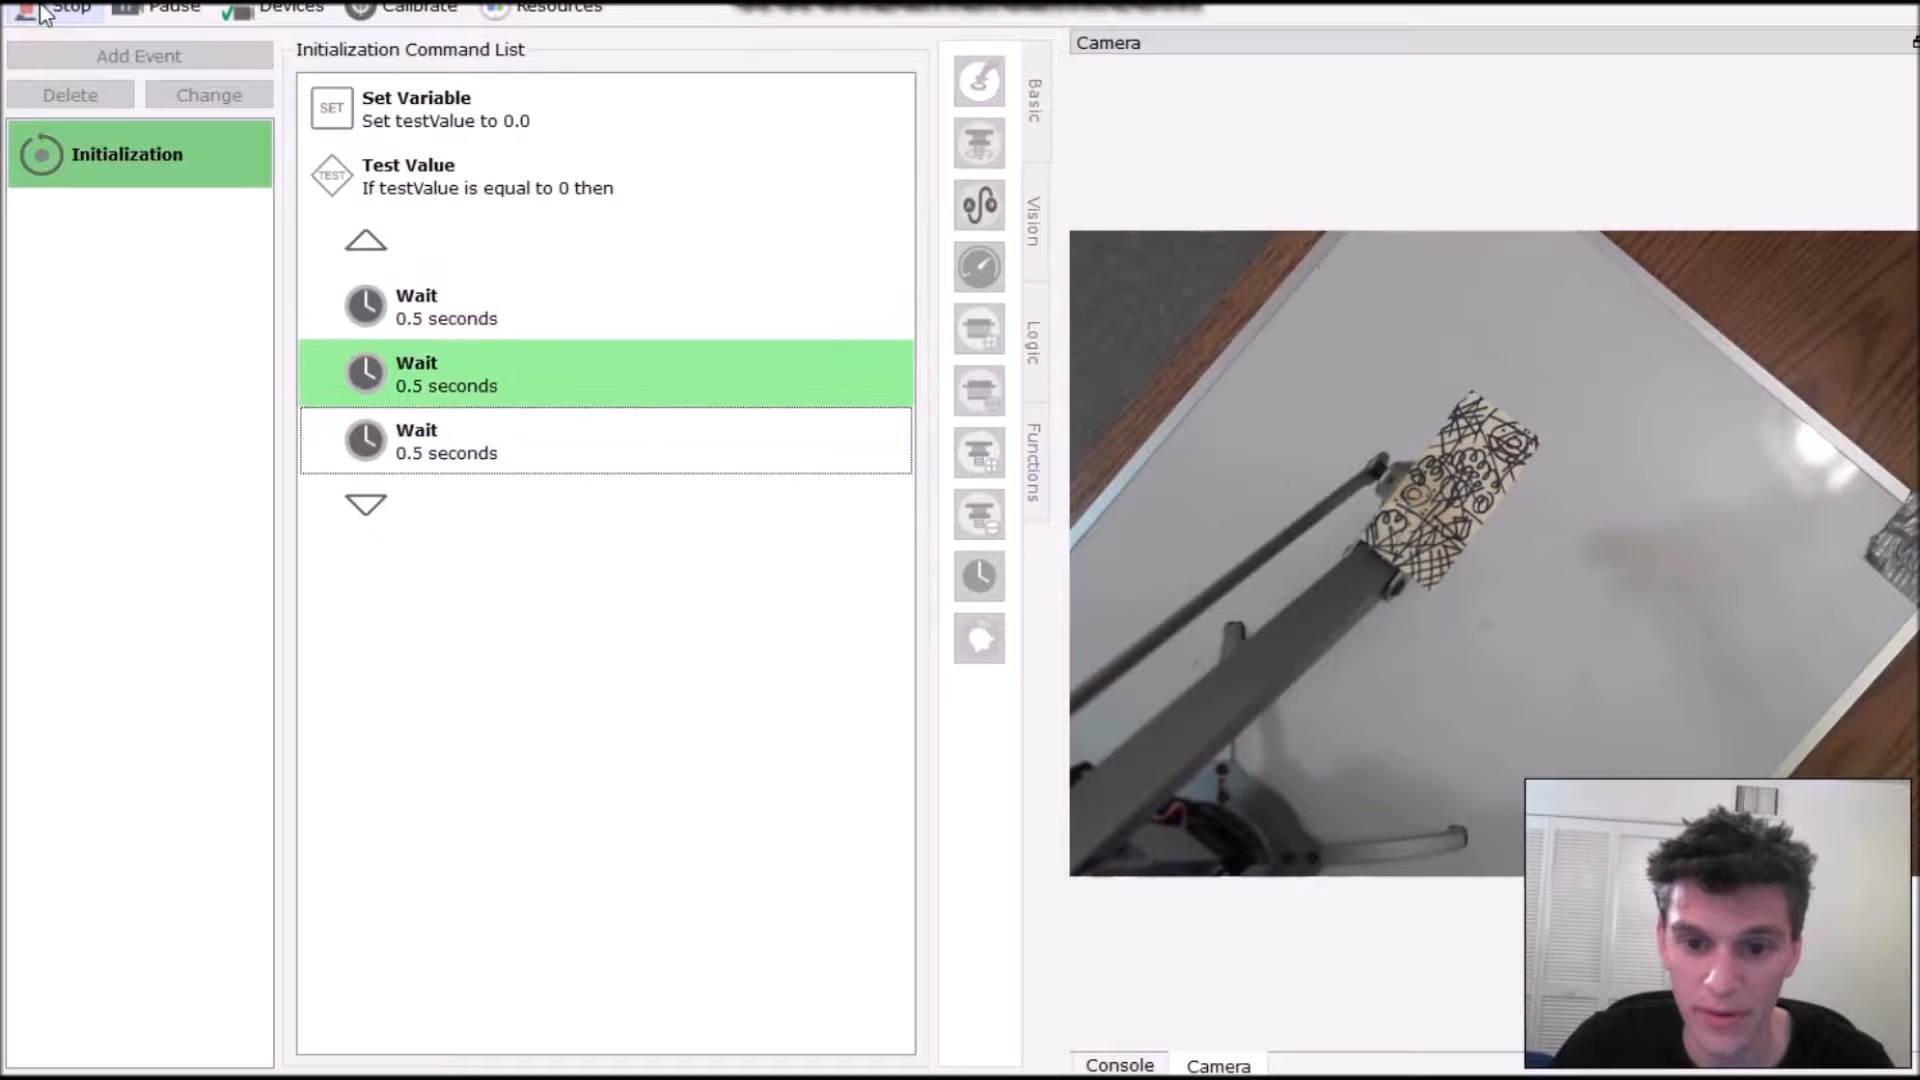 Stop Pause Devices Calibrate Resources
Add Event
Delete Change
Initialization
Initialization Command List
SET
Set Variable
Set testValue to 0.0
TEST
Test Value
If testValue is equal to 0 then
Wait
0.5 seconds
Wait
0.5 seconds
Wait
0.5 seconds
Basic
Vision
Logic
Functions
Camera
Console Camera